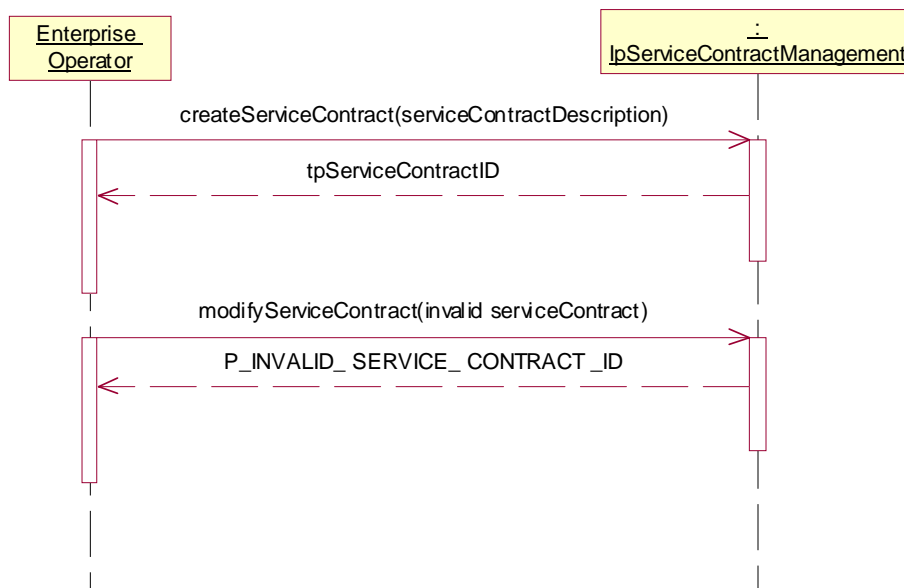 Enterprise
Operator
:
IpServiceContractManagement
createServiceContract(serviceContractDescription)
tpServiceContractID
modifyServiceContract(invalid serviceContract)
P_INVALID_ SERVICE_ CONTRACT _ID